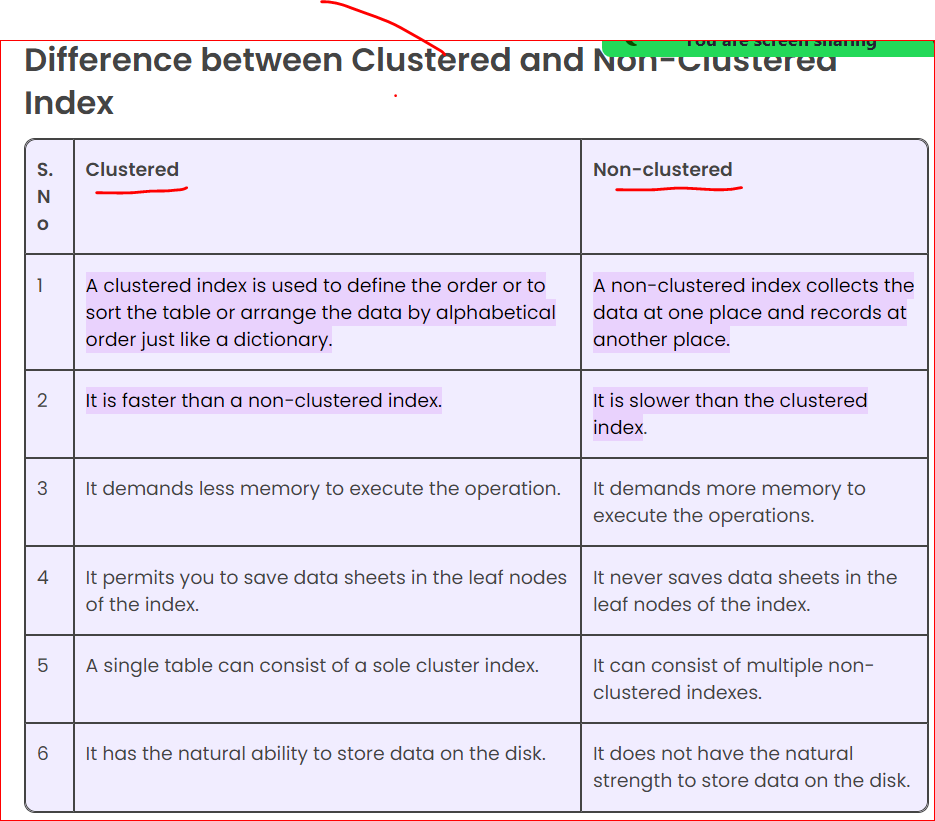 You are screen sharing
Difference between Clustered and Non-Clustered
Index
S.
N
o
Clustered
Non-clustered
1
A clustered index is used to define the order or to
sort the table or arrange the data by alphabetical
order just like a dictionary.
A non-clustered index collects the
data at one place and records at
another place.
2
It is faster than a non-clustered index.
It is slower than the clustered
index.
3
It demands less memory to execute the operation.
It demands more memory to
execute the operations.
4
It permits you to save data sheets in the leaf nodes
of the index.
It never saves data sheets in the
leaf nodes of the index.
5
A single table can consist of a sole cluster index.
It can consist of multiple non-
clustered indexes.
6
It has the natural ability to store data on the disk.
It does not have the natural
strength to store data on the disk.